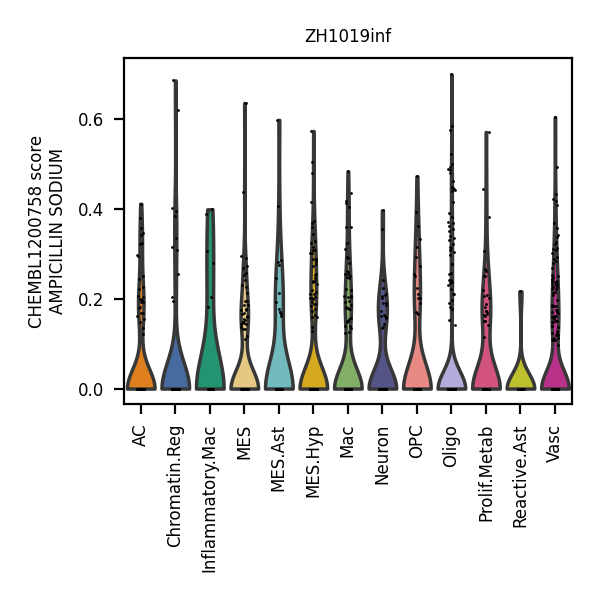 ZH1019inf
CHEMBL1200758 score
AMPICILLIN SODIUM
0.6
0.4
0.2
0.0
AC
Chromatin.Reg
Inflammatory.Mac
MES
MES.Ast
MES.Hyp
Mac
Neuron
OPC
Oligo
Prolif.Metab
Reactive.Ast
Vasc